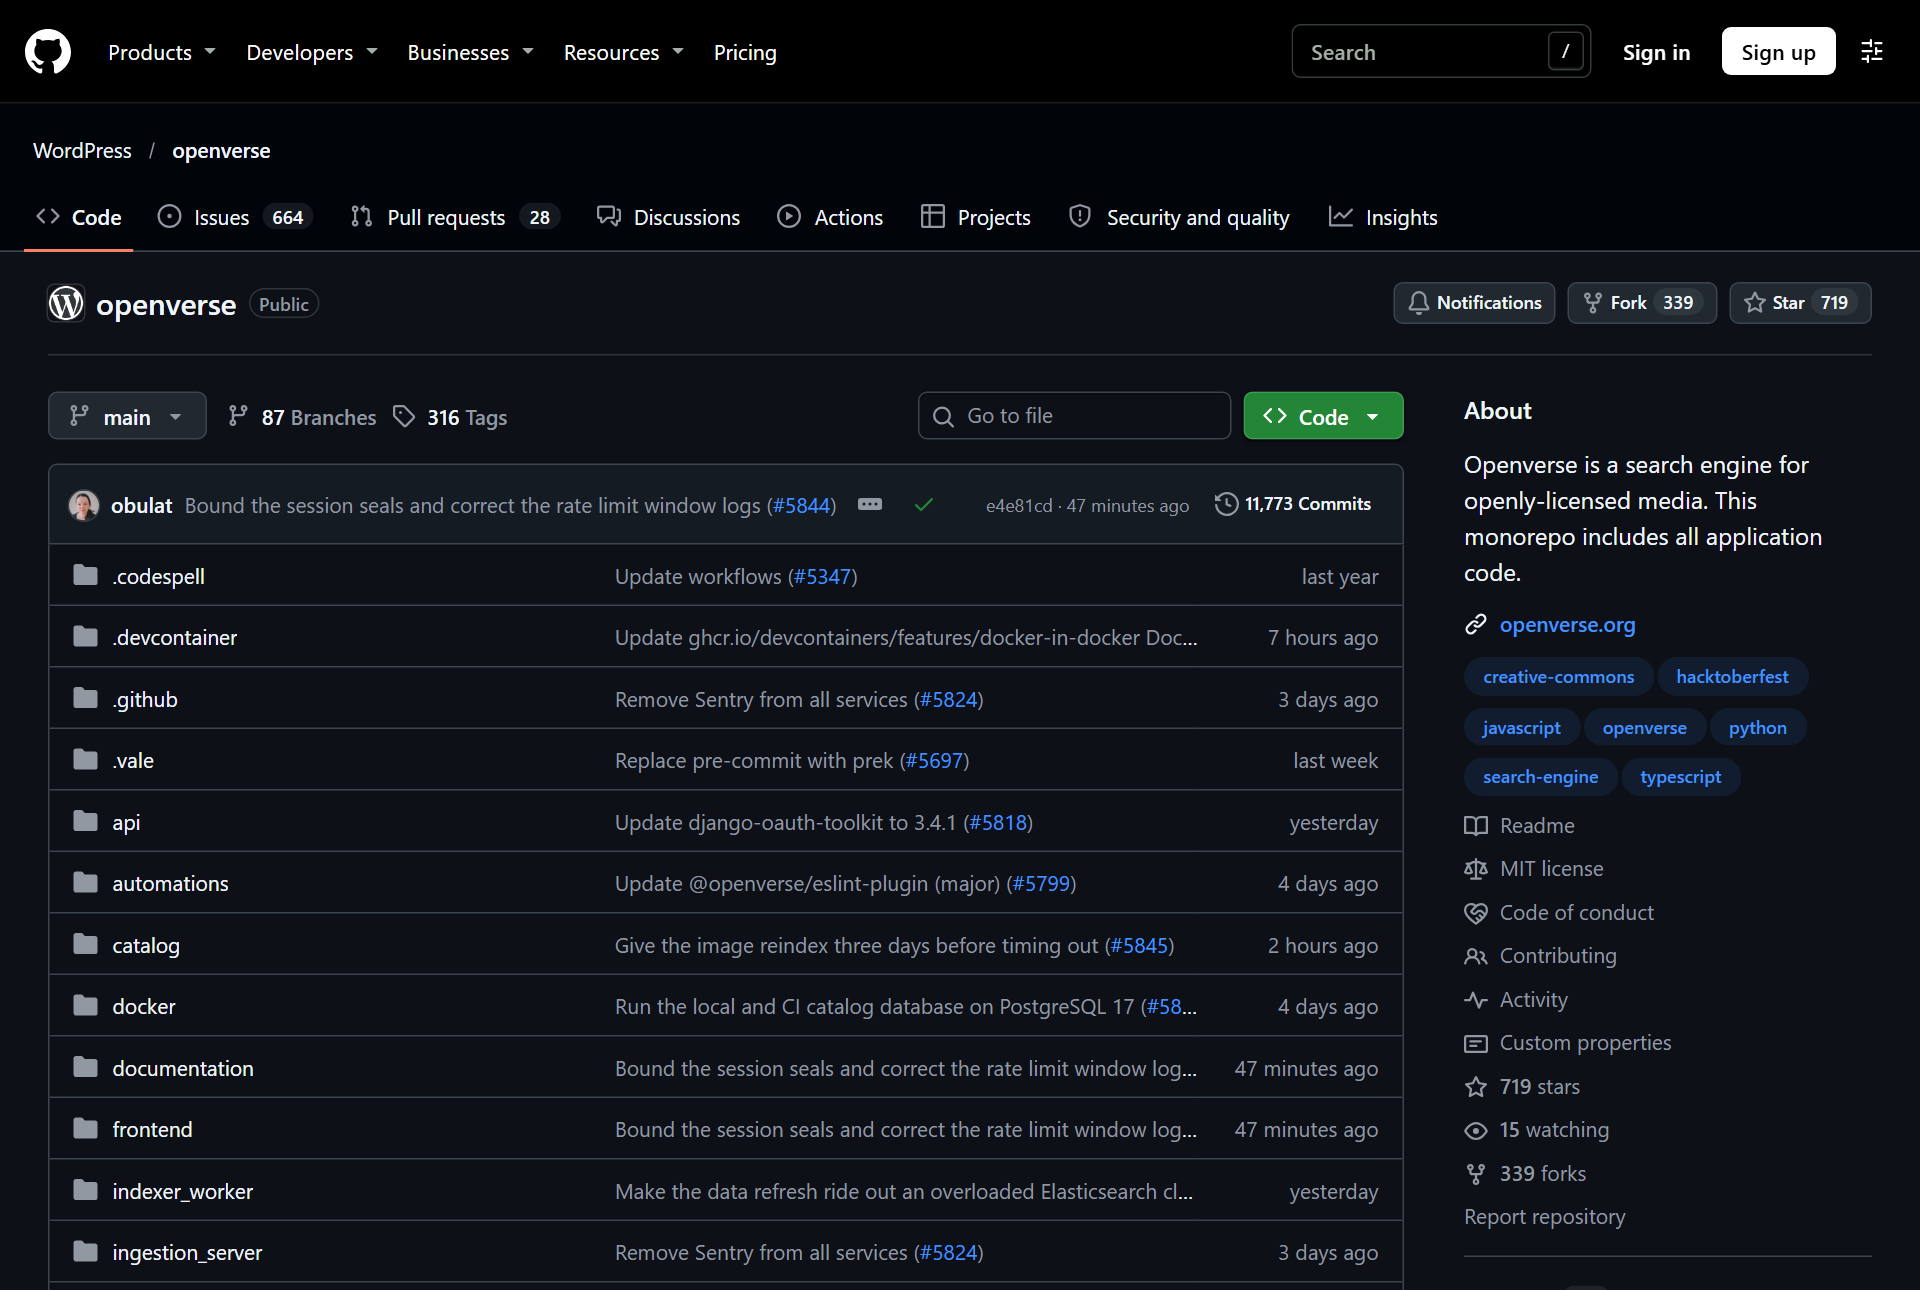 Products Developers Businesses Resources Pricing Search / Sign in Sign up
WordPress / openverse
Code Issues 664 Pull requests 28 Discussions Actions Projects Security and quality Insights
openverse Public Notifications Fork 339 Star 719
main 87 Branches 316 Tags Go to file Code
obulat Bound the session seals and correct the rate limit window logs (#5844) e4e81cd · 47 minutes ago 11,773 Commits
.codespell Update workflows (#5347) last year
.devcontainer Update ghcr.io/devcontainers/features/docker-in-docker Doc... 7 hours ago
.github Remove Sentry from all services (#5824) 3 days ago
.vale Replace pre-commit with prek (#5697) last week
api Update django-oauth-toolkit to 3.4.1 (#5818) yesterday
automations Update @openverse/eslint-plugin (major) (#5799) 4 days ago
catalog Give the image reindex three days before timing out (#5845) 2 hours ago
docker Run the local and CI catalog database on PostgreSQL 17 (#58... 4 days ago
documentation Bound the session seals and correct the rate limit window log... 47 minutes ago
frontend Bound the session seals and correct the rate limit window log... 47 minutes ago
indexer_worker Make the data refresh ride out an overloaded Elasticsearch cl... yesterday
ingestion_server Remove Sentry from all services (#5824) 3 days ago
About
Openverse is a search engine for
openly-licensed media. This
monorepo includes all application
code.
openverse.org
creative-commons hacktoberfest
javascript openverse python
search-engine typescript
Readme
MIT license
Code of conduct
Contributing
Activity
Custom properties
719 stars
15 watching
339 forks
Report repository